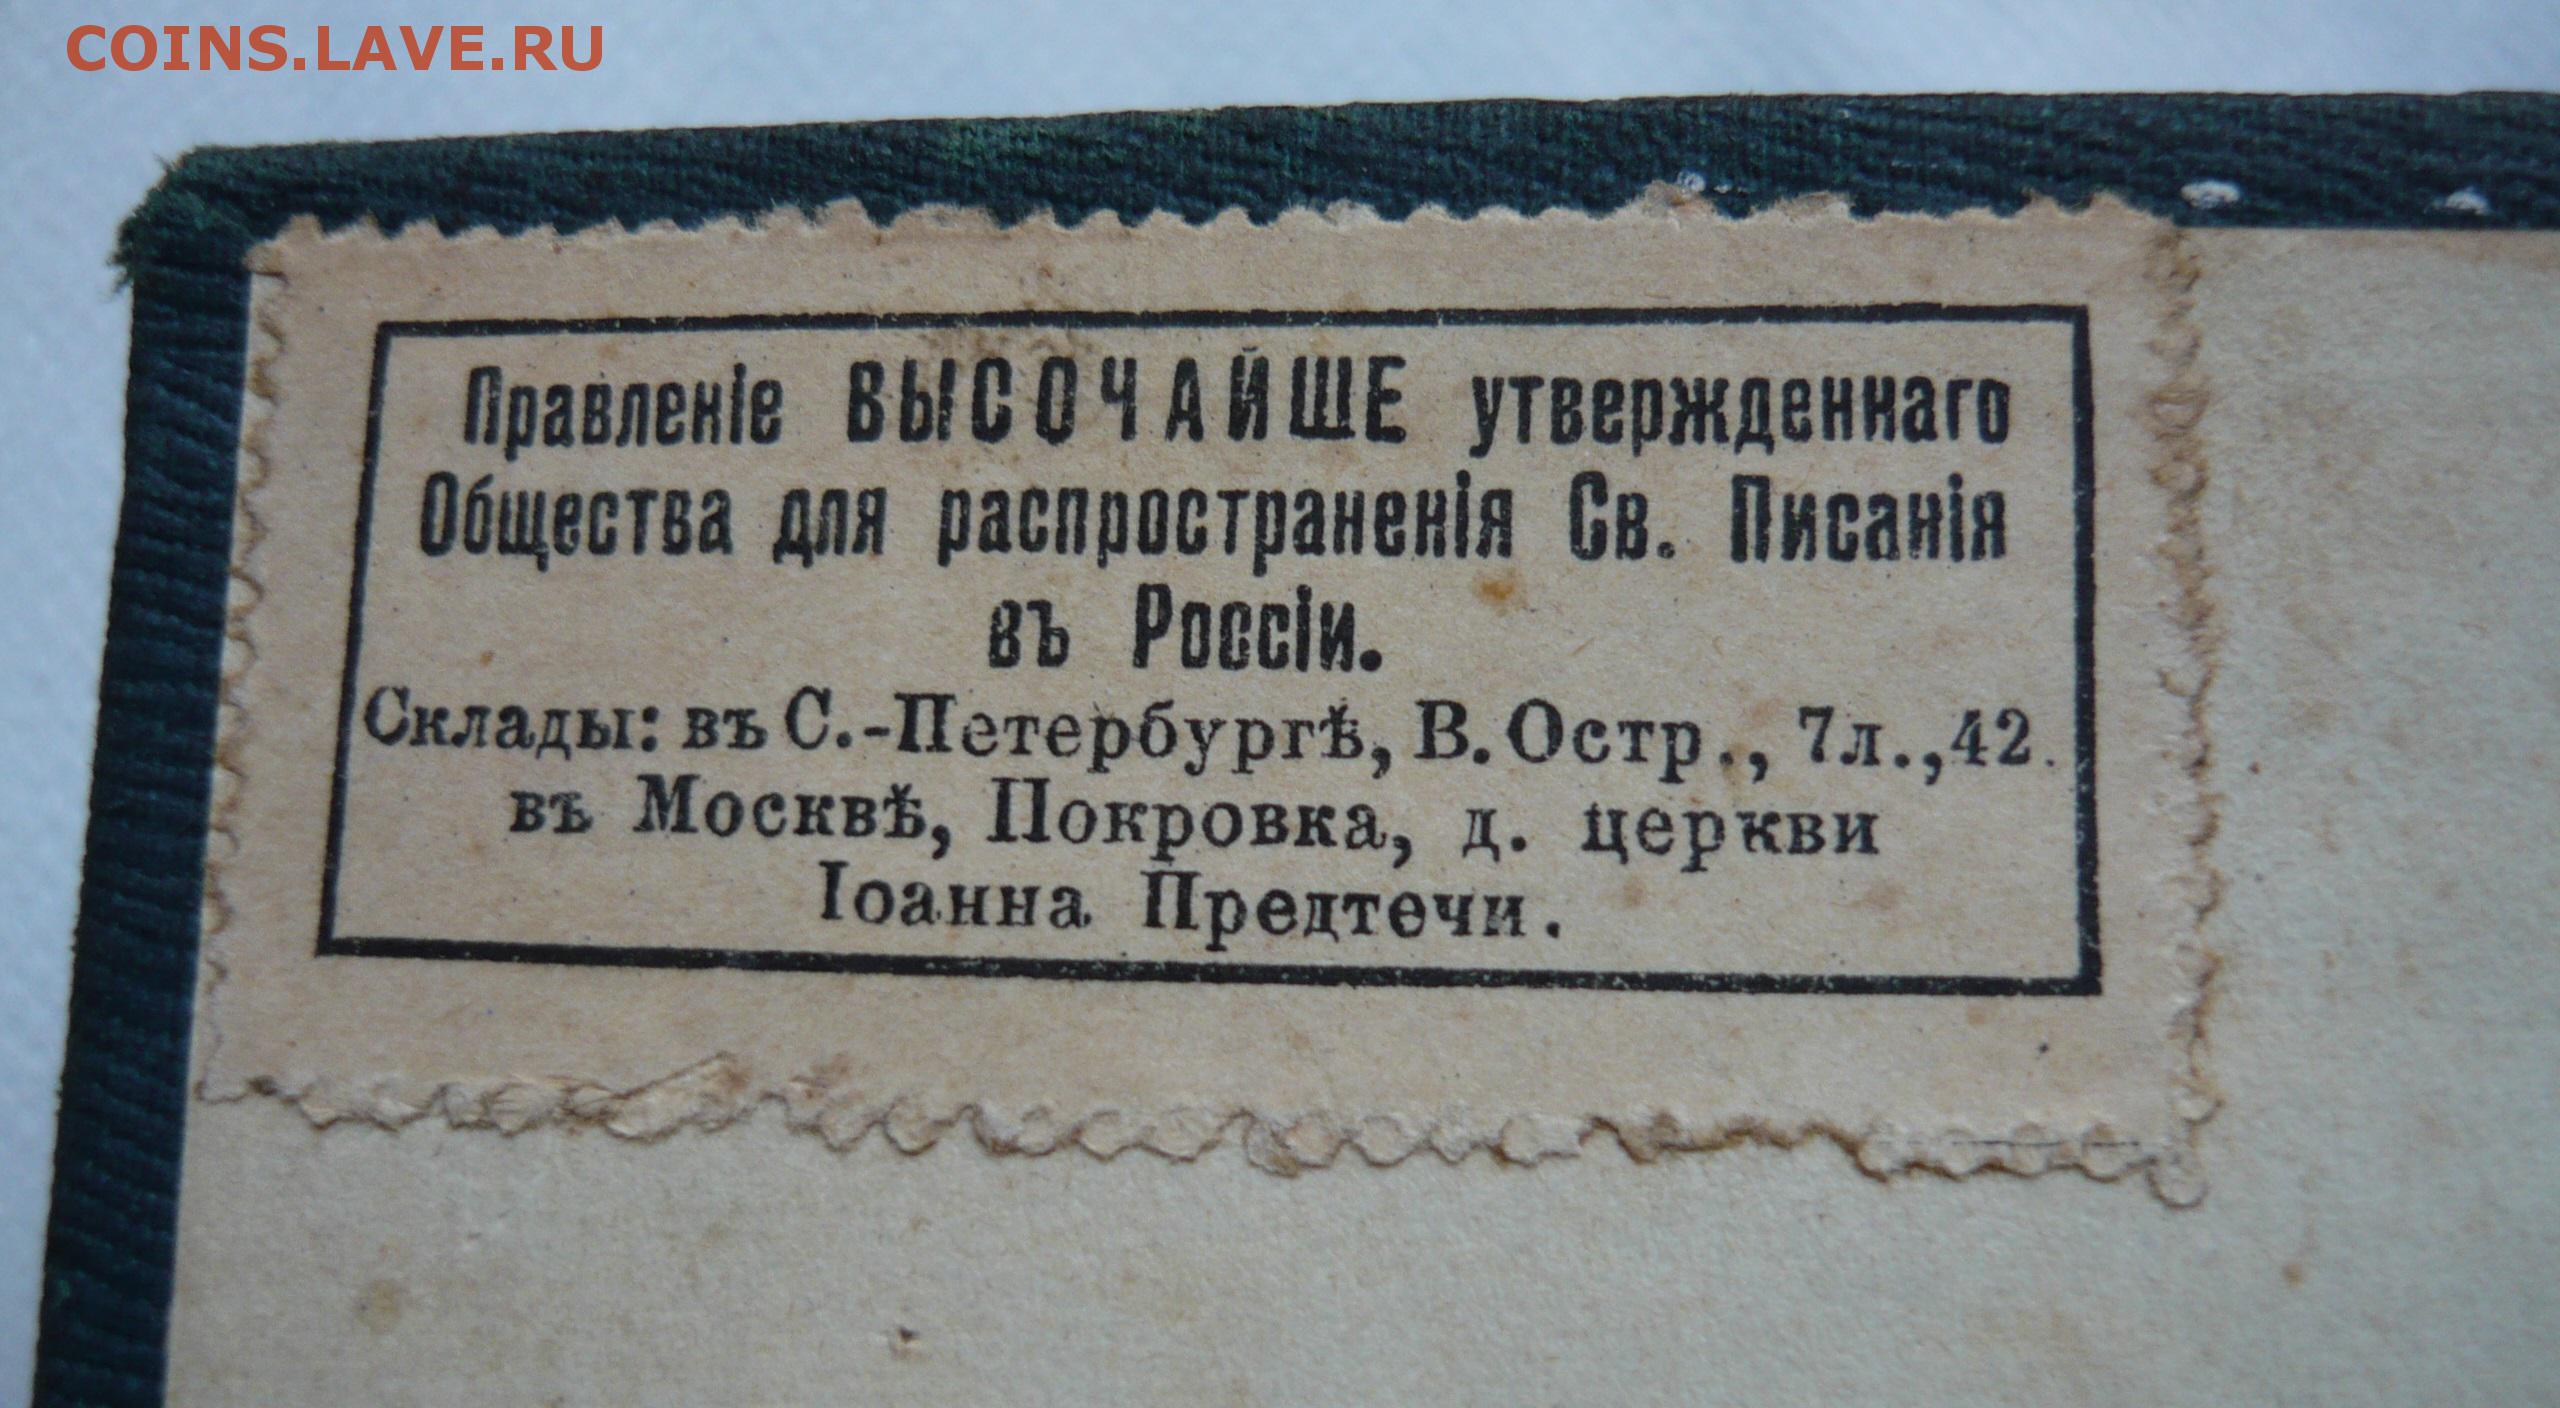 COINS.LAVE.RU
Правленіе ВЫСОЧАЙШЕ утвержденнаго
Общества для распространенія Св. Писанія
въ Россіи.
Склады: въ С.-Петербургѣ, В. Остр., 7л.,42.
въ Москвѣ, Покровка, д. церкви
Іоанна Предтечи.